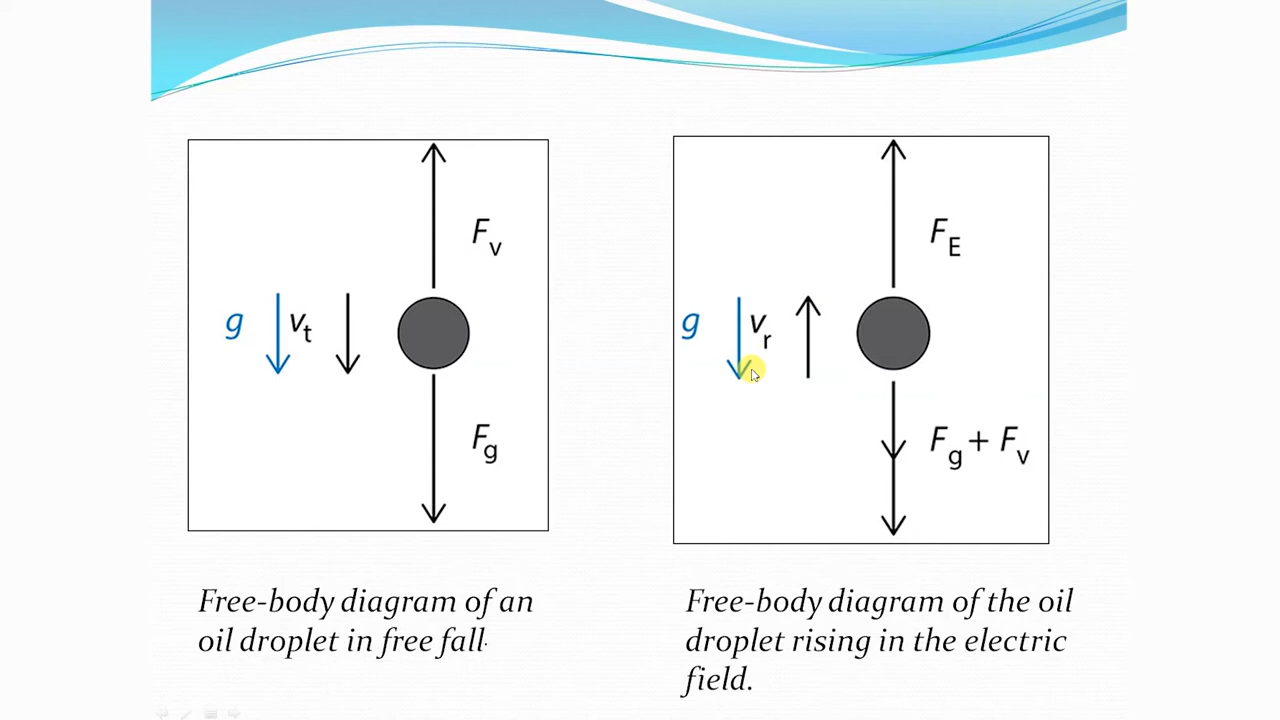 F_v
g v_t
F_g
Free-body diagram of an
oil droplet in free fall.
F_E
g v_r
F_g + F_v
Free-body diagram of the oil
droplet rising in the electric
field.